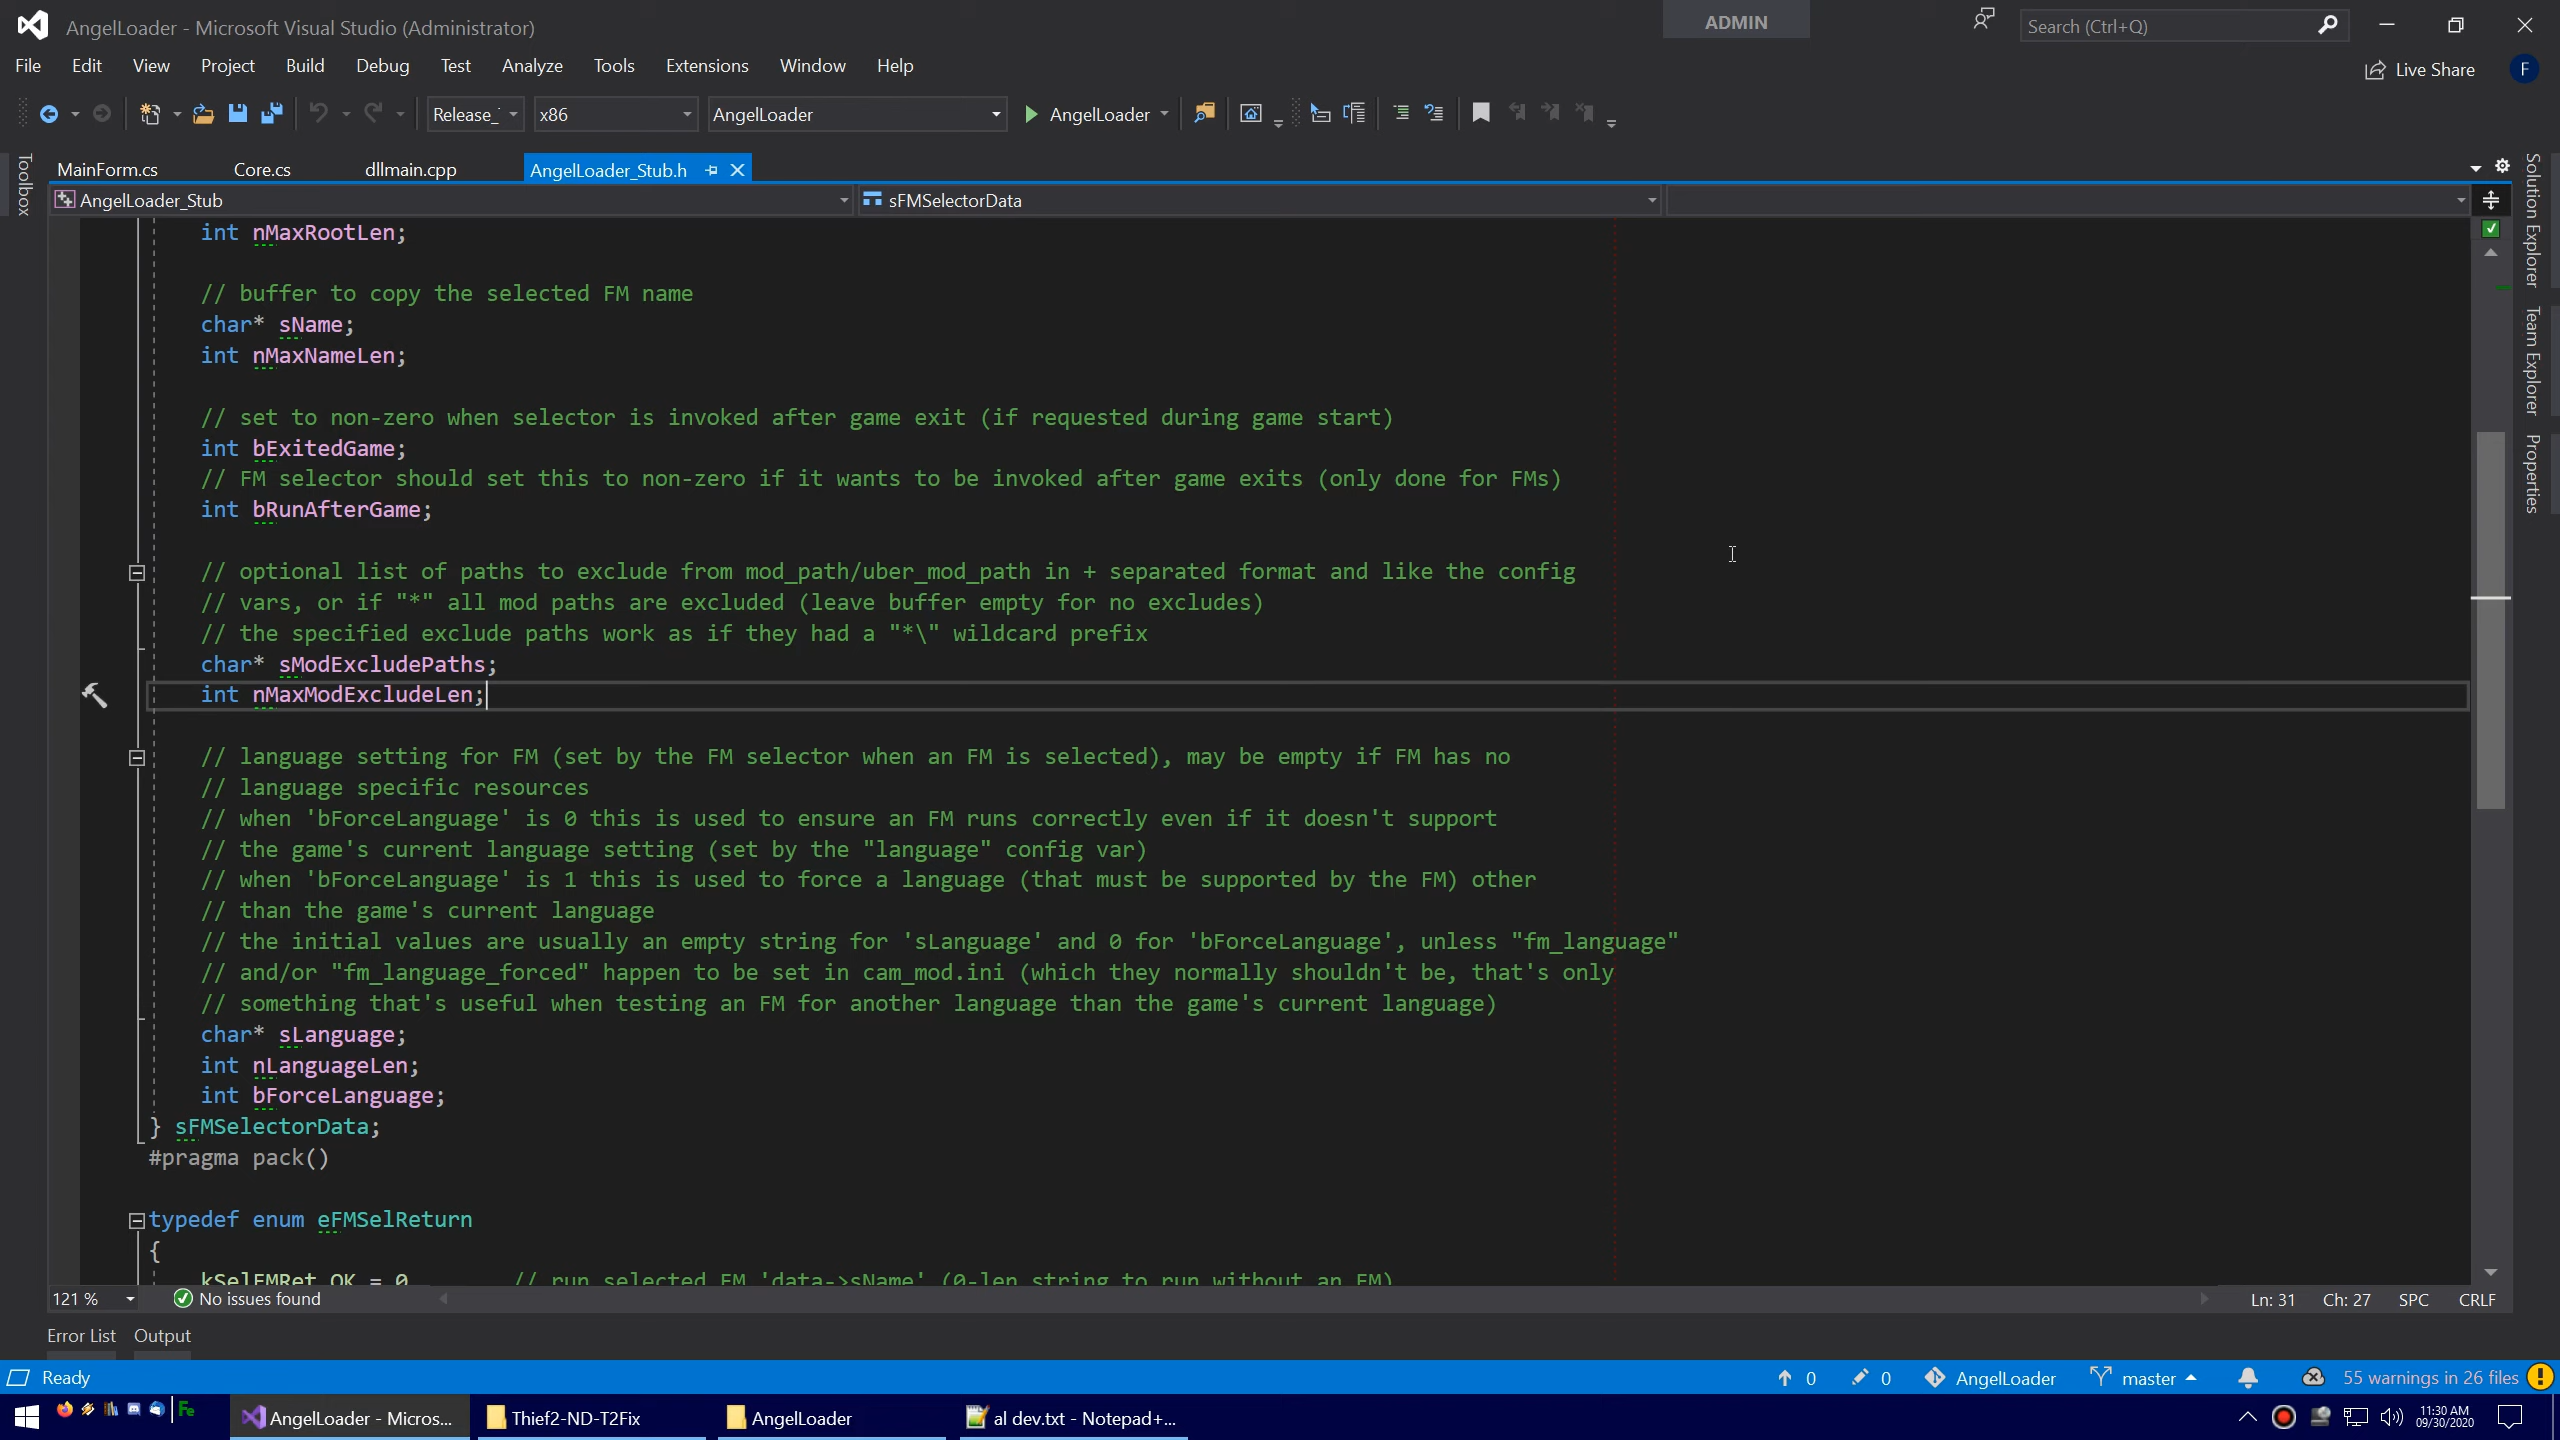 AngelLoader - Microsoft Visual Studio (Administrator)
ADMIN
Search (Ctrl+Q)
File Edit View Project Build Debug Test Analyze Tools Extensions Window Help
Live Share
F
Release_ x86 AngelLoader AngelLoader
Toolbox
MainForm.cs Core.cs dllmain.cpp AngelLoader_Stub.h
AngelLoader_Stub sFMSelectorData
Solution Explorer
Team Explorer
Properties
int nMaxRootLen;
// buffer to copy the selected FM name
char* sName;
int nMaxNameLen;
// set to non-zero when selector is invoked after game exit (if requested during game start)
int bExitedGame;
// FM selector should set this to non-zero if it wants to be invoked after game exits (only done for FMs)
int bRunAfterGame;
// optional list of paths to exclude from mod_path/uber_mod_path in + separated format and like the config
// vars, or if "*" all mod paths are excluded (leave buffer empty for no excludes)
// the specified exclude paths work as if they had a "*\" wildcard prefix
char* sModExcludePaths;
int nMaxModExcludeLen;
// language setting for FM (set by the FM selector when an FM is selected), may be empty if FM has no
// language specific resources
// when 'bForceLanguage' is 0 this is used to ensure an FM runs correctly even if it doesn't support
// the game's current language setting (set by the "language" config var)
// when 'bForceLanguage' is 1 this is used to force a language (that must be supported by the FM) other
// than the game's current language
// the initial values are usually an empty string for 'sLanguage' and 0 for 'bForceLanguage', unless "fm_language"
// and/or "fm_language_forced" happen to be set in cam_mod.ini (which they normally shouldn't be, that's only
// something that's useful when testing an FM for another language than the game's current language)
char* sLanguage;
int nLanguageLen;
int bForceLanguage;
} sFMSelectorData;
#pragma pack()
typedef enum eFMSelReturn
{
kSelFMRet_OK = 0 // run selected FM 'data->sName' (0-len string to run without an FM)
121 % No issues found Ln: 31 Ch: 27 SPC CRLF
Error List Output
Ready 0 0 AngelLoader master 55 warnings in 26 files
Fe AngelLoader - Micros... Thief2-ND-T2Fix AngelLoader al dev.txt - Notepad+... 11:30 AM
09/30/2020